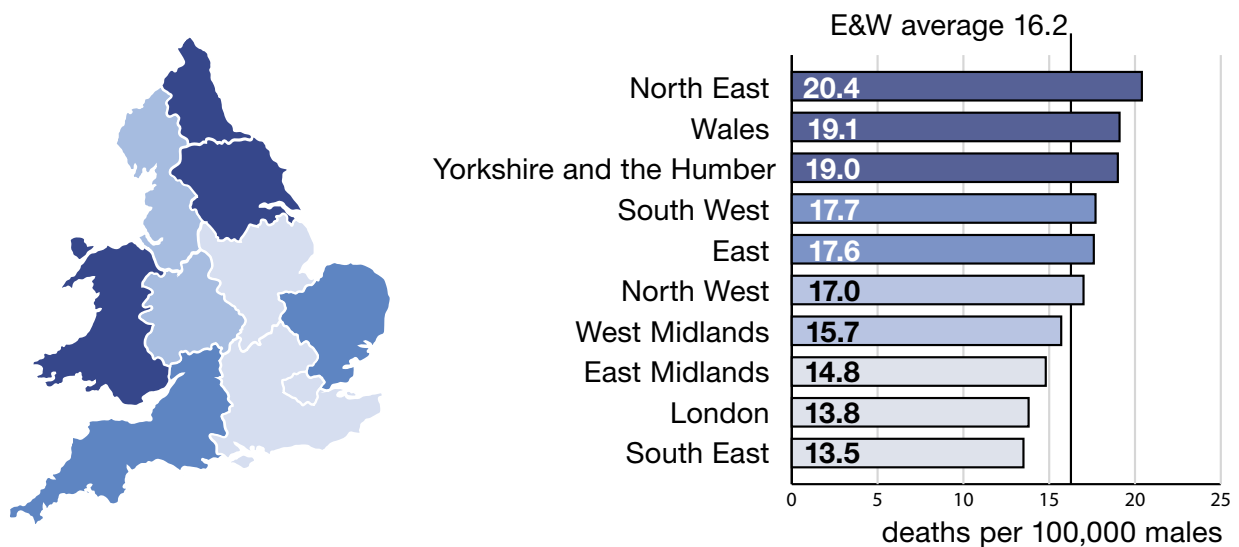 E&W average 16.2
North East 20.4
Wales 19.1
Yorkshire and the Humber 19.0
South West 17.7
East 17.6
North West 17.0
West Midlands 15.7
East Midlands 14.8
London 13.8
South East 13.5
0 5 10 15 20 25
deaths per 100,000 males